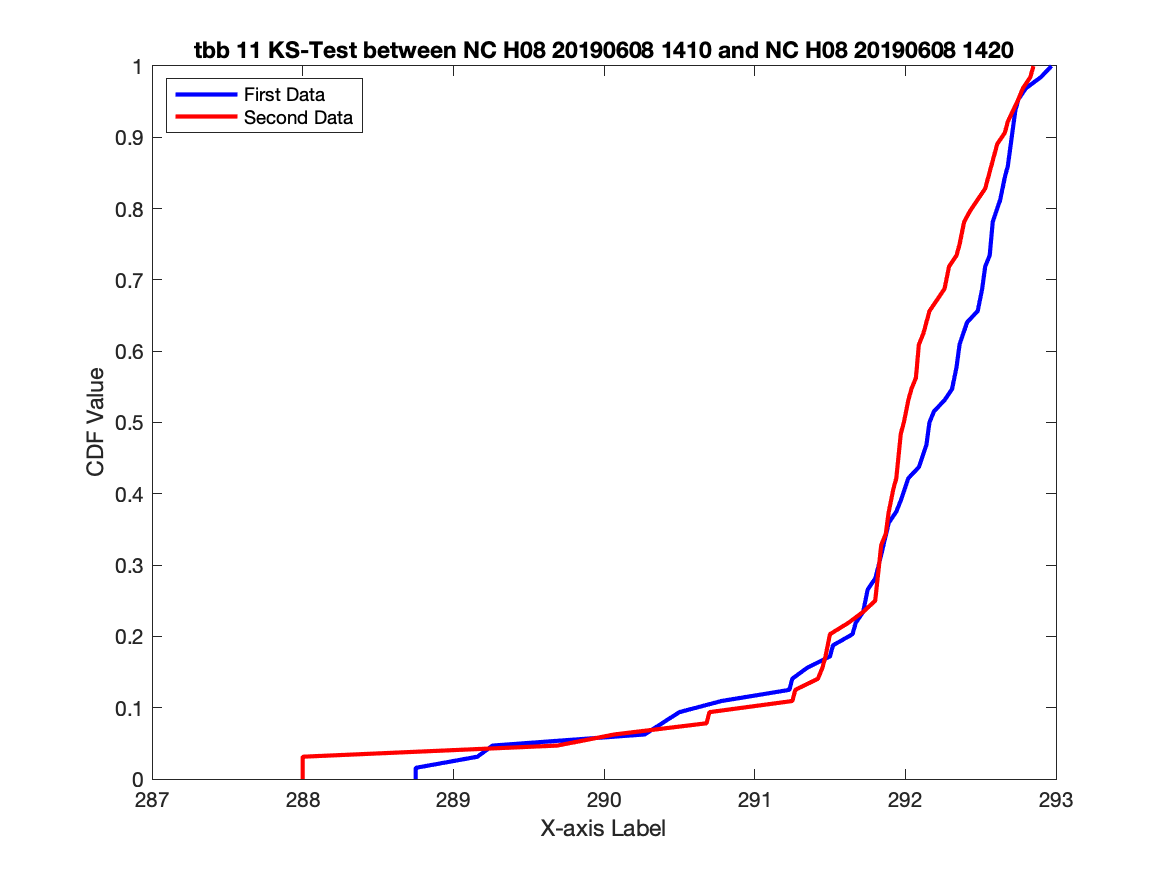 tbb 11 KS-Test between NC H08 20190608 1410 and NC H08 20190608 1420
First Data
Second Data
1
0.9
0.8
0.7
0.6
0.5
0.4
0.3
0.2
0.1
0
CDF Value
287 288 289 290 291 292 293
X-axis Label